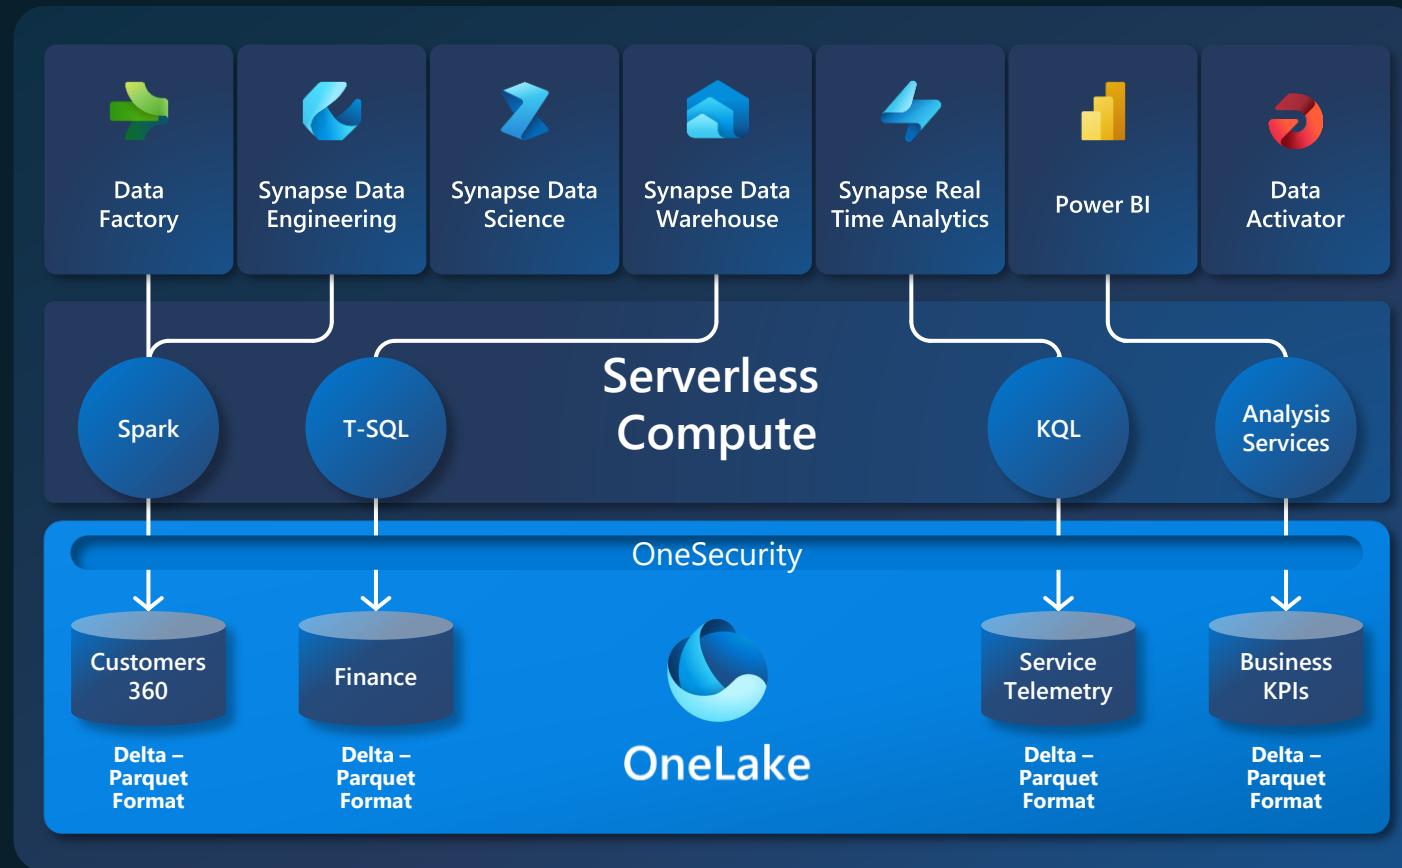 Data
Factory
Synapse Data
Engineering
Synapse Data
Science
Synapse Data
Warehouse
Synapse Real
Time Analytics
Power BI
Data
Activator
Serverless
Compute
Spark
T-SQL
KQL
Analysis
Services
OneSecurity
Customers
360
Finance
Service
Telemetry
Business
KPIs
Delta –
Parquet
Format
Delta –
Parquet
Format
OneLake
Delta –
Parquet
Format
Delta –
Parquet
Format